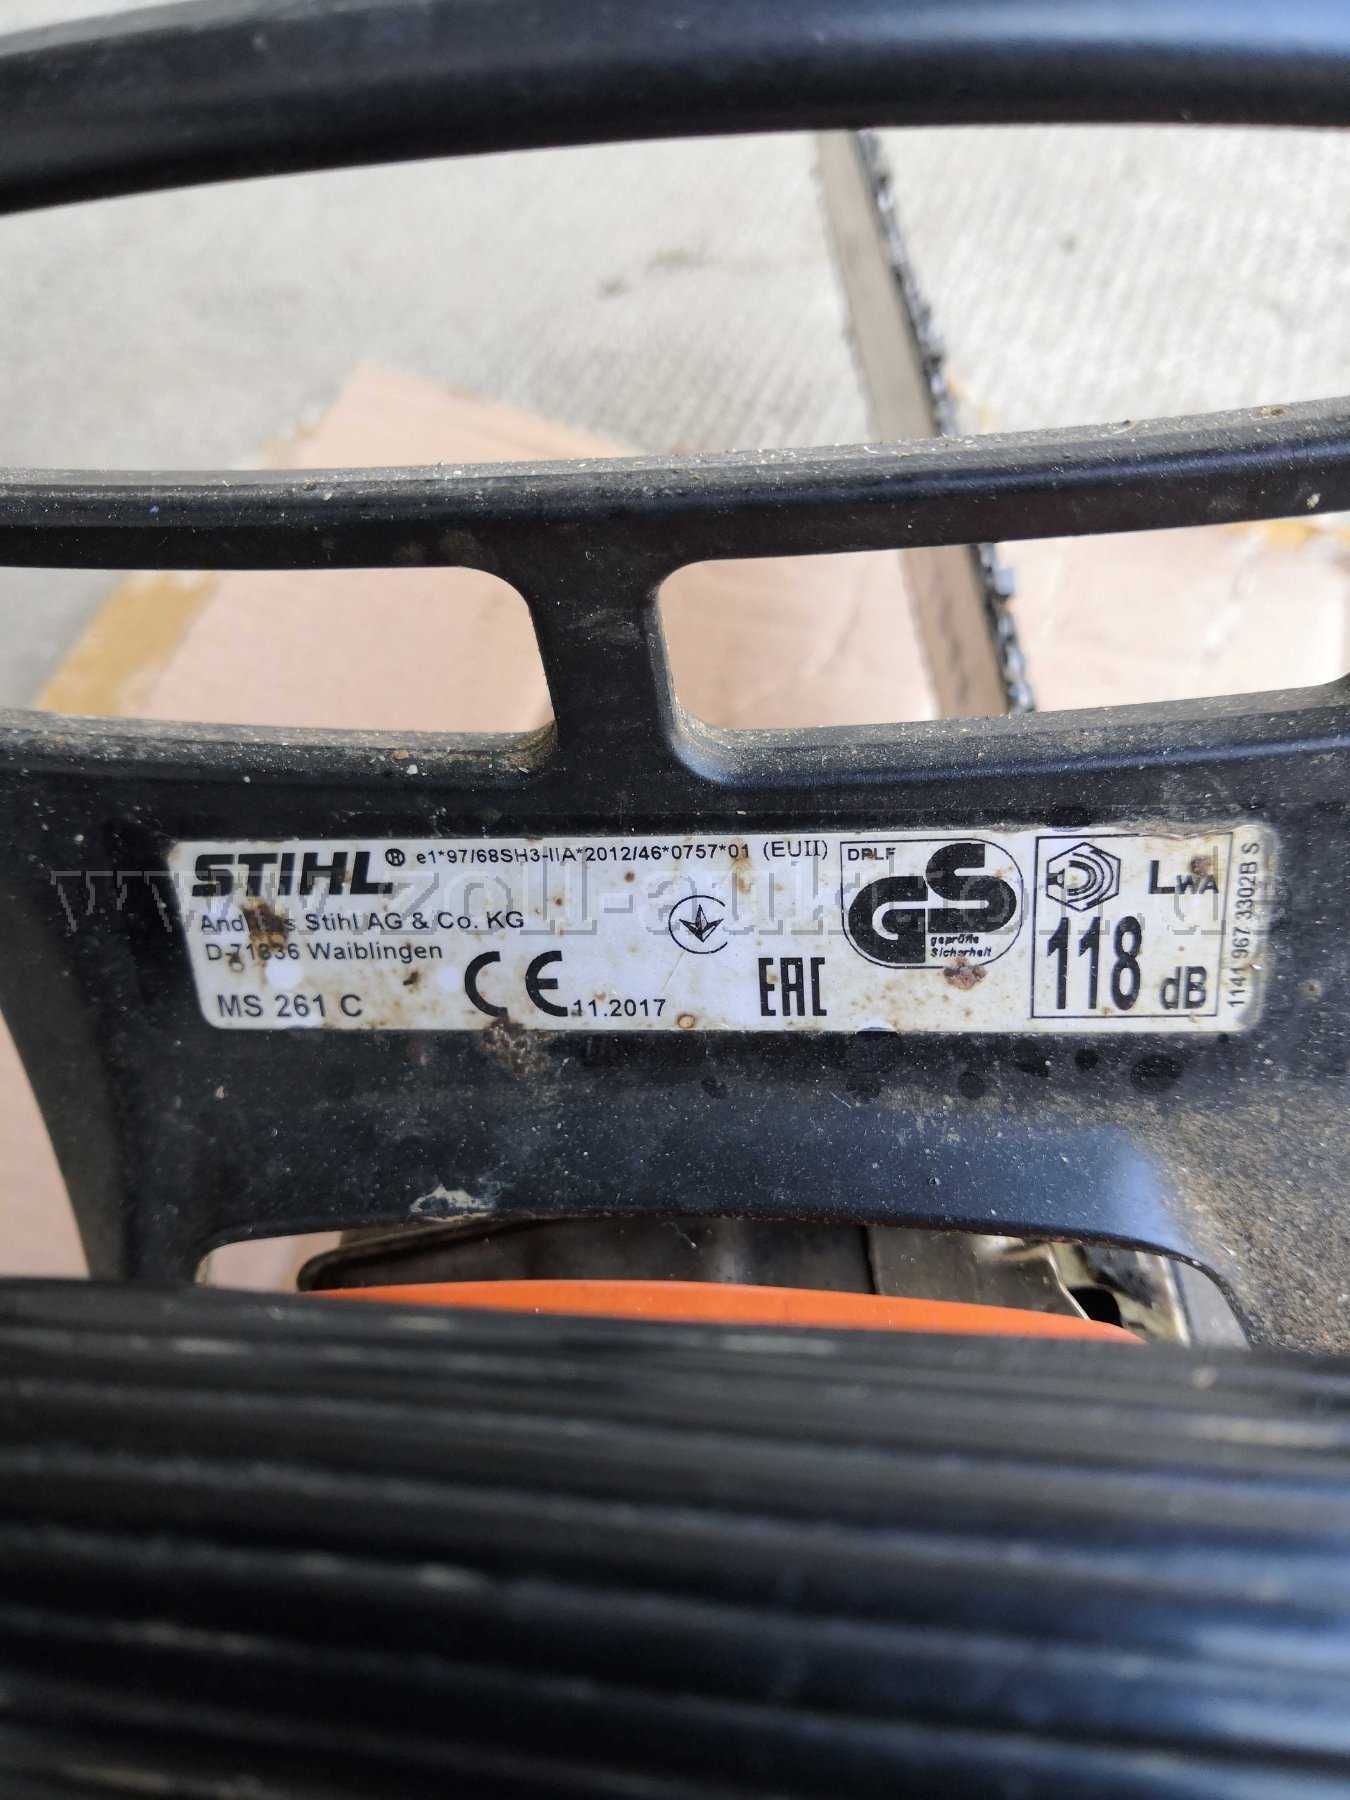 STIHL® e1*97/68SH3-IIA*2012/46*0757*01 (EUII)
Andreas Stihl AG & Co. KG
D-71336 Waiblingen
MS 261 C
CE 11.2017
EAC
DPLF
GS
geprüfte
Sicherheit
LWA
118 dB
1141 967 3302B S
www.zoll-auktion.de